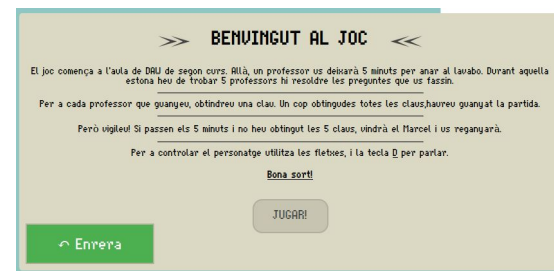 BENVINGUT AL JOC
El joc comença a l'aula de DAU de segon curs. Allà, un professor us deixarà 5 minuts per anar al lavabo. Durant aquella
estona heu de trobar 5 professors hi resoldre les preguntes que us fassin.
Per a cada professor que guanyeu, obtindreu una clau. Un cop obtingudes totes les claus,haureu guanyat la partida.
Però vigileu! Si passen els 5 minuts i no heu obtingut les 5 claus, vindrà el Marcel i us reganyarà.
Per a controlar el personatge utilitza les fletxes, i la tecla D per parlar.
Bona sort!
JUGAR!
↶ Enrera